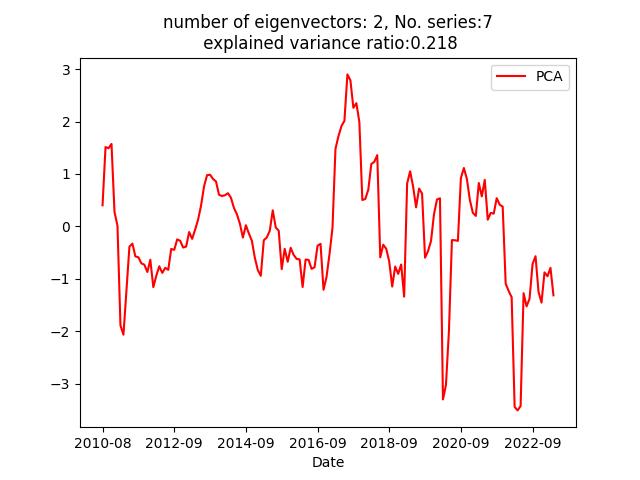 number of eigenvectors: 2, No. series:7
explained variance ratio:0.218
PCA
3
2
1
0
−1
−2
−3
2010-08 2012-09 2014-09 2016-09 2018-09 2020-09 2022-09
Date